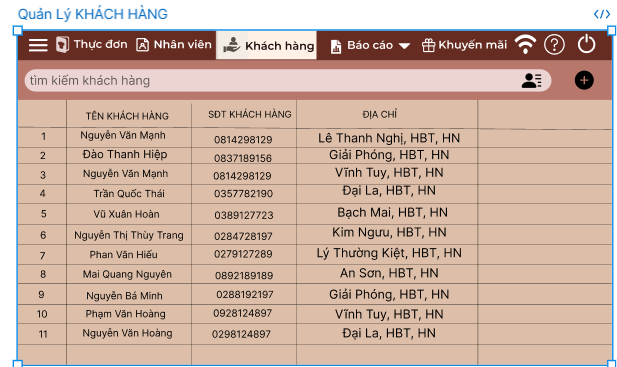 Quản Lý KHÁCH HÀNG
Thực đơn Nhân viên Khách hàng Báo cáo Khuyến mãi
tìm kiếm khách hàng
TÊN KHÁCH HÀNG SĐT KHÁCH HÀNG ĐỊA CHỈ
1 Nguyễn Văn Mạnh 0814298129 Lê Thanh Nghị, HBT, HN
2 Đào Thanh Hiệp 0837189156 Giải Phóng, HBT, HN
3 Nguyễn Văn Mạnh 0814298129 Vĩnh Tuy, HBT, HN
4 Trần Quốc Thái 0357782190 Đại La, HBT, HN
5 Vũ Xuân Hoàn 0389127723 Bạch Mai, HBT, HN
6 Nguyễn Thị Thùy Trang 0284728197 Kim Ngưu, HBT, HN
7 Phan Văn Hiếu 0279127289 Lý Thường Kiệt, HBT, HN
8 Mai Quang Nguyên 0892189189 An Sơn, HBT, HN
9 Nguyễn Bá Minh 0288192197 Giải Phóng, HBT, HN
10 Phạm Văn Hoàng 0928124897 Vĩnh Tuy, HBT, HN
11 Nguyễn Văn Hoàng 0298124897 Đại La, HBT, HN